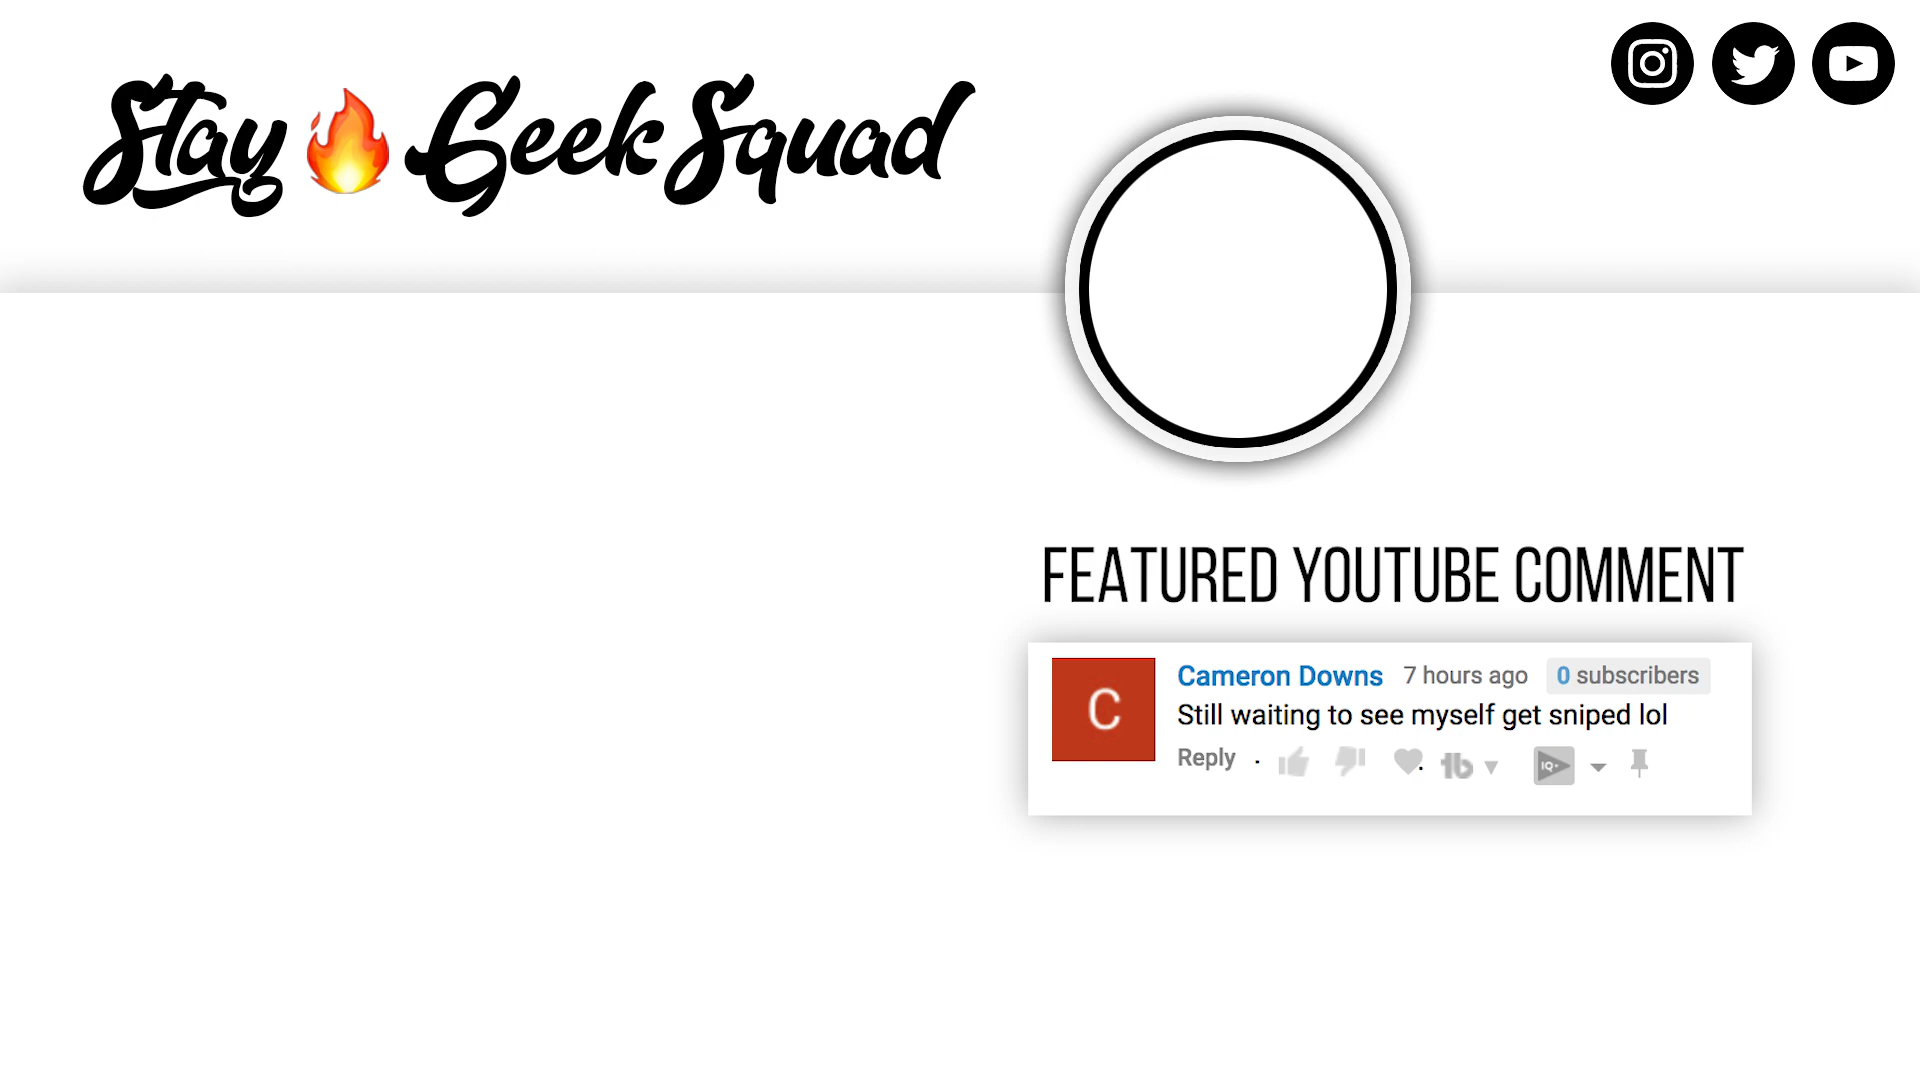 Stay 🔥 Geek Squad
FEATURED YOUTUBE COMMENT
C
Cameron Downs 7 hours ago 0 subscribers
Still waiting to see myself get sniped lol
Reply
IQ